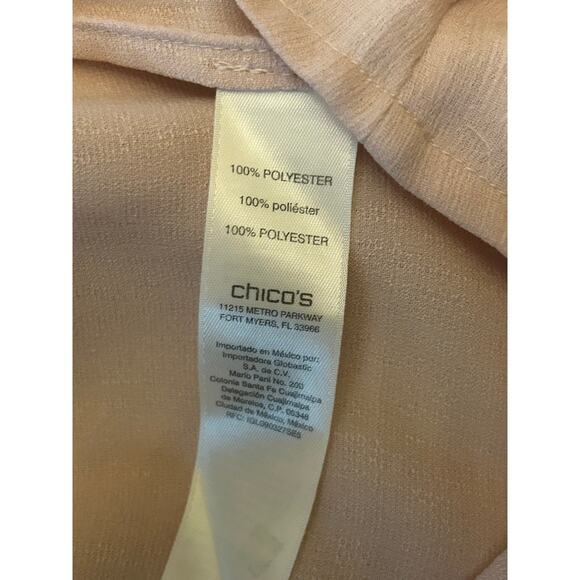 100% POLYESTER
100% poliéster
100% POLYESTER
chico's
11215 METRO PARKWAY
FORT MYERS, FL 33966
Importado en México por:
Importadora Globastic
S.A. de C.V.
Mario Pani No. 200
Colonia Santa Fe Cuajimalpa
Delegación Cuajimalpa
de Morelos, C.P. 05348
Ciudad de México, México
RFC: IGL090327SE5